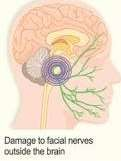 Damage to facial nerves
outside the brain